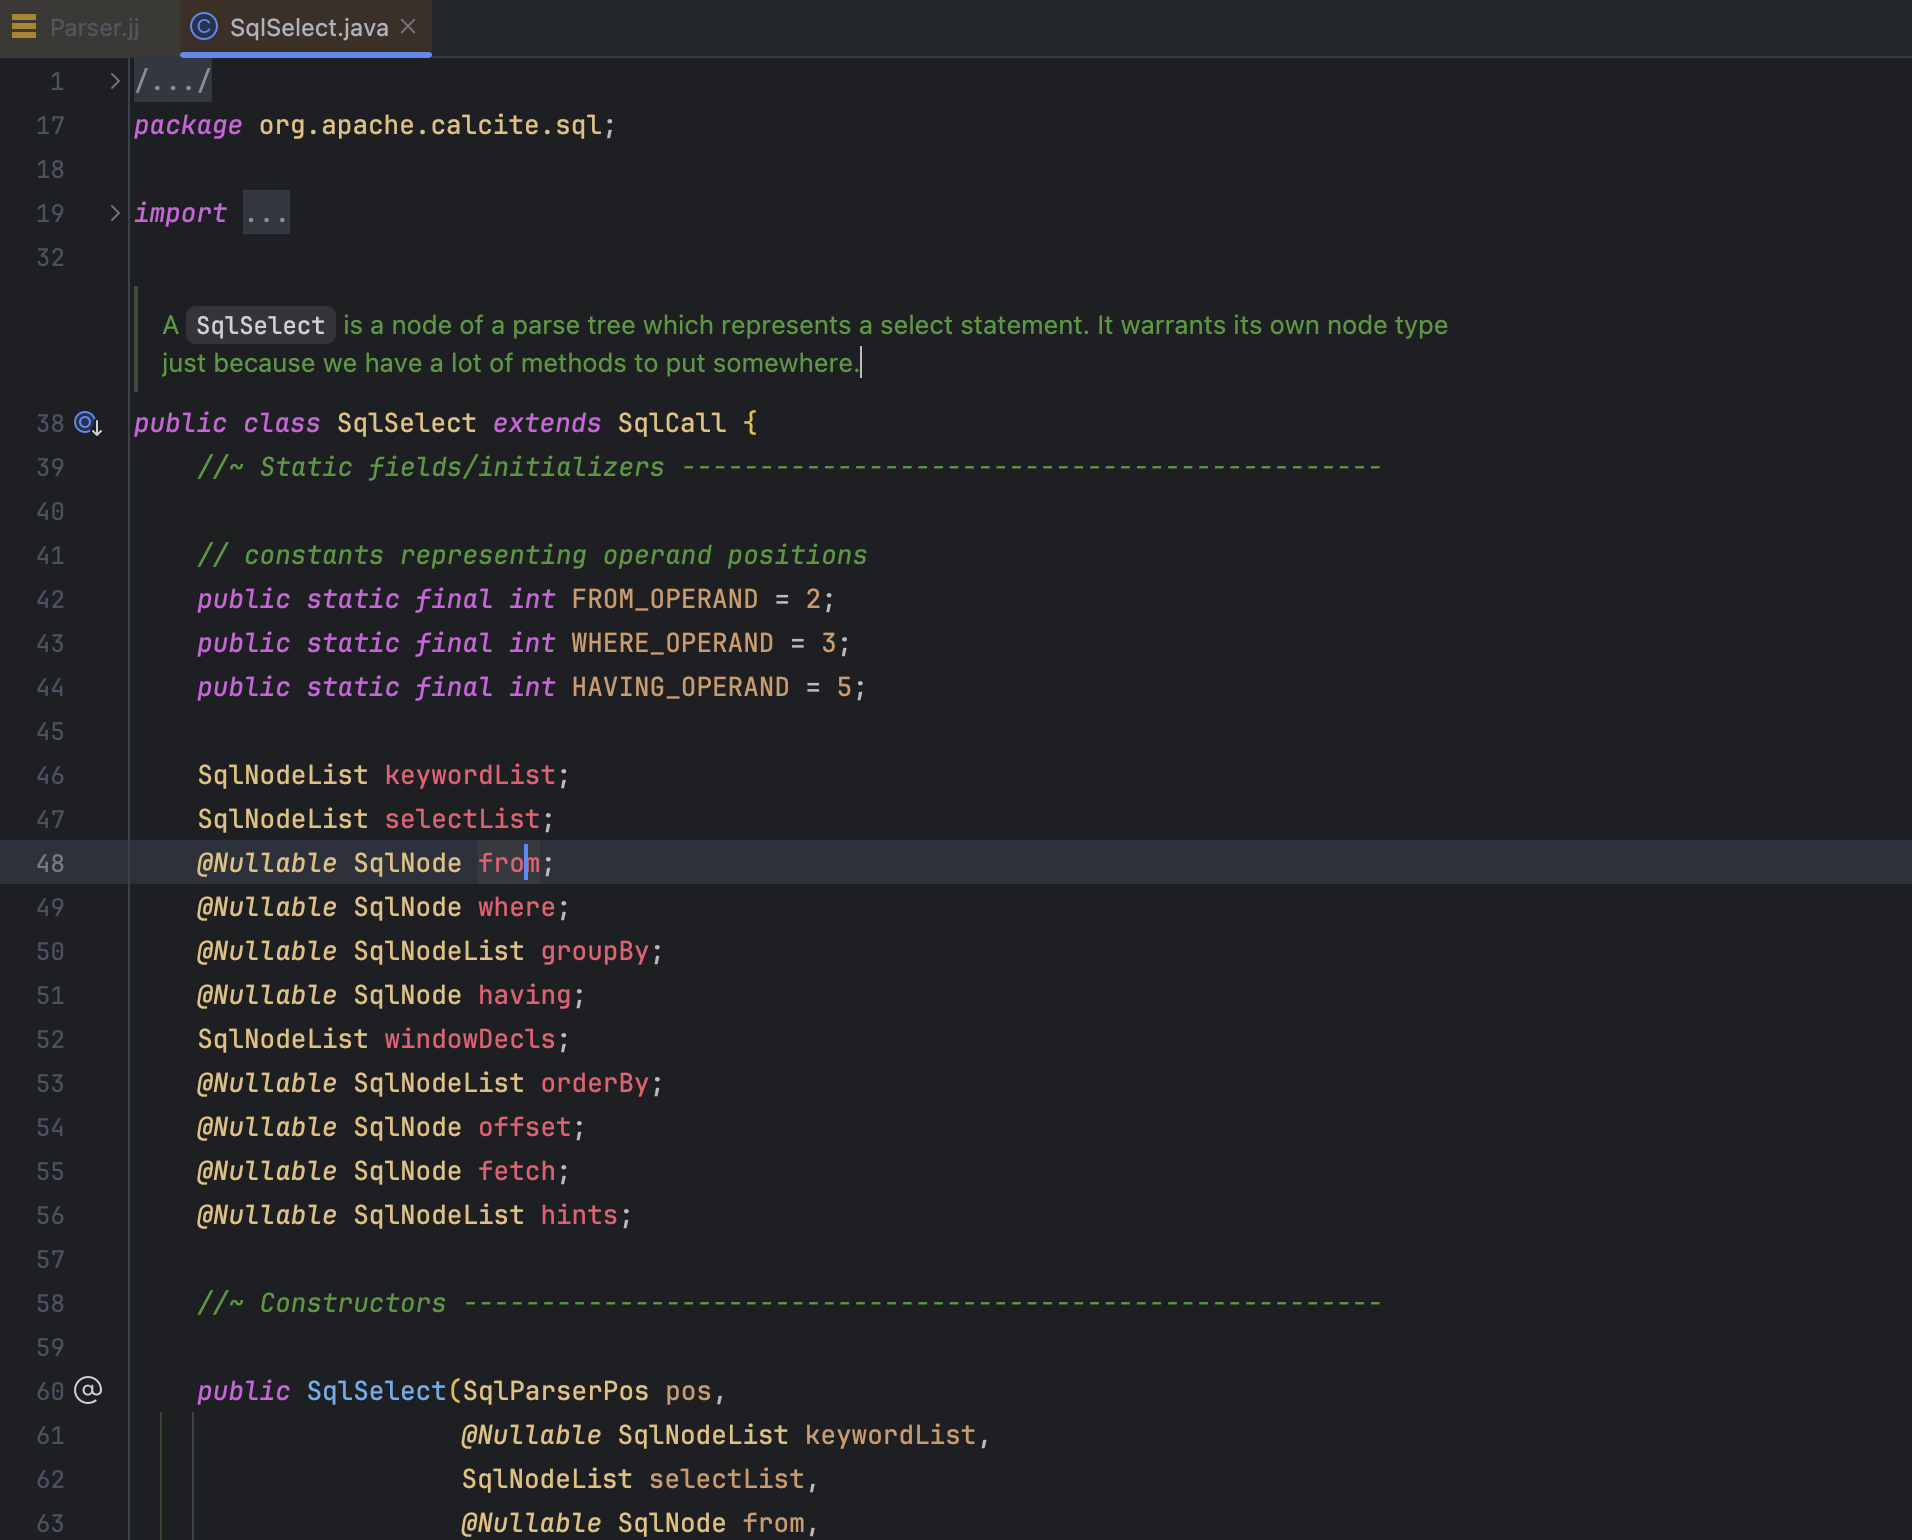 Parser.jj SqlSelect.java
1 /.../
17 package org.apache.calcite.sql;
18
19 import ...
32
A SqlSelect is a node of a parse tree which represents a select statement. It warrants its own node type
just because we have a lot of methods to put somewhere.
38 public class SqlSelect extends SqlCall {
39 //~ Static fields/initializers ---------------------------------------------
40
41 // constants representing operand positions
42 public static final int FROM_OPERAND = 2;
43 public static final int WHERE_OPERAND = 3;
44 public static final int HAVING_OPERAND = 5;
45
46 SqlNodeList keywordList;
47 SqlNodeList selectList;
48 @Nullable SqlNode from;
49 @Nullable SqlNode where;
50 @Nullable SqlNodeList groupBy;
51 @Nullable SqlNode having;
52 SqlNodeList windowDecls;
53 @Nullable SqlNodeList orderBy;
54 @Nullable SqlNode offset;
55 @Nullable SqlNode fetch;
56 @Nullable SqlNodeList hints;
57
58 //~ Constructors -----------------------------------------------------------
59
60 public SqlSelect(SqlParserPos pos,
61 @Nullable SqlNodeList keywordList,
62 SqlNodeList selectList,
63 @Nullable SqlNode from,